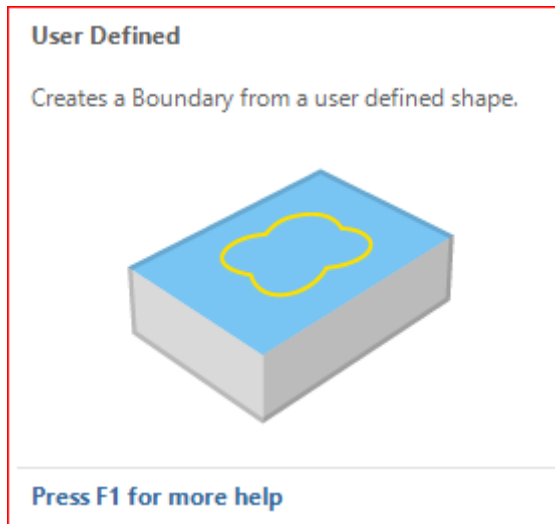 User Defined
Creates a Boundary from a user defined shape.
Press F1 for more help